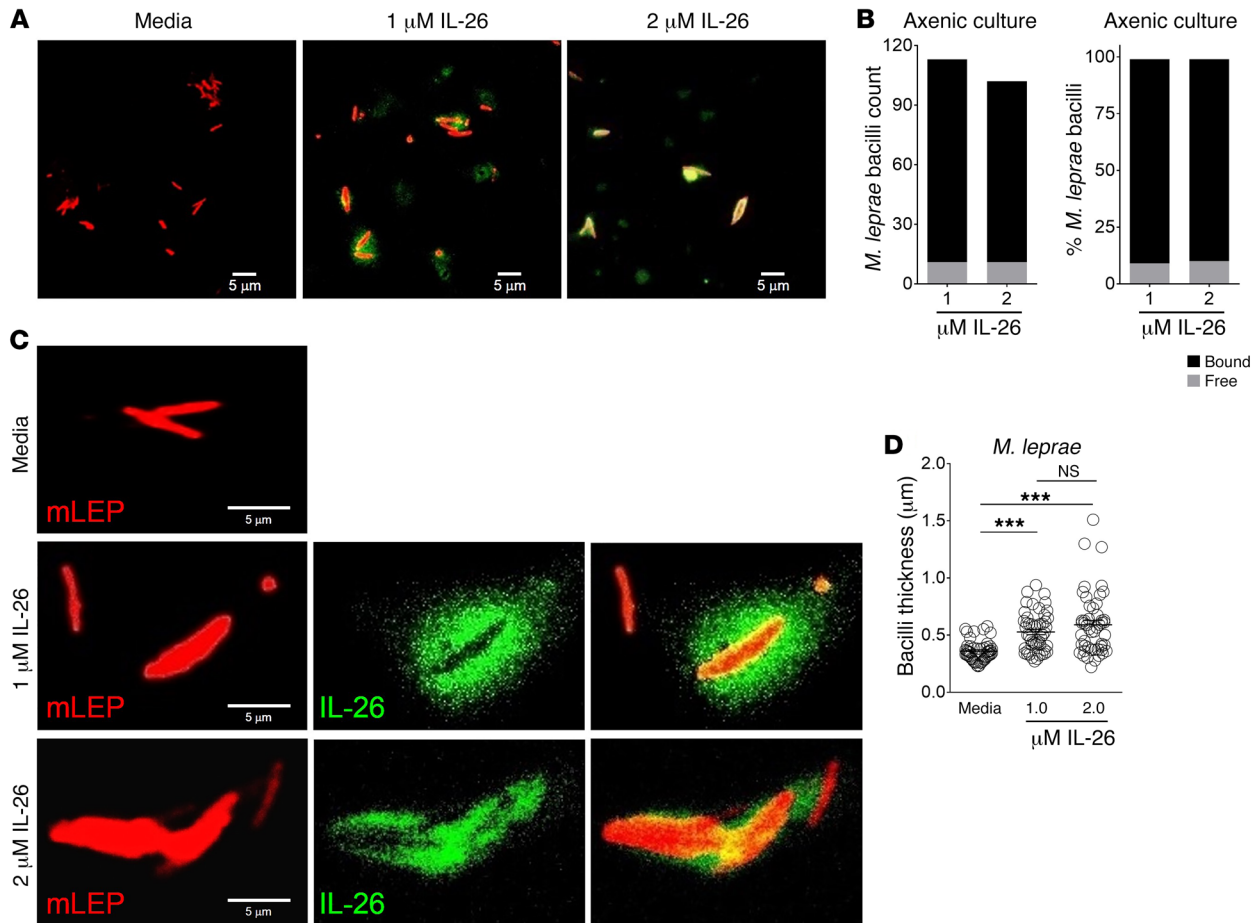 A
Media
1 μM IL-26
2 μM IL-26
5 μm
5 μm
5 μm
B
Axenic culture
Axenic culture
M. leprae bacilli count
120
90
60
30
0
1
2
μM IL-26
% M. leprae bacilli
100
75
50
25
0
1
2
μM IL-26
Bound
Free
C
Media
mLEP
5 μm
1 μM IL-26
mLEP
5 μm
IL-26
2 μM IL-26
mLEP
5 μm
IL-26
D
M. leprae
Bacilli thickness (μm)
2.0
1.5
1.0
0.5
0.0
NS
***
***
Media
1.0
2.0
μM IL-26